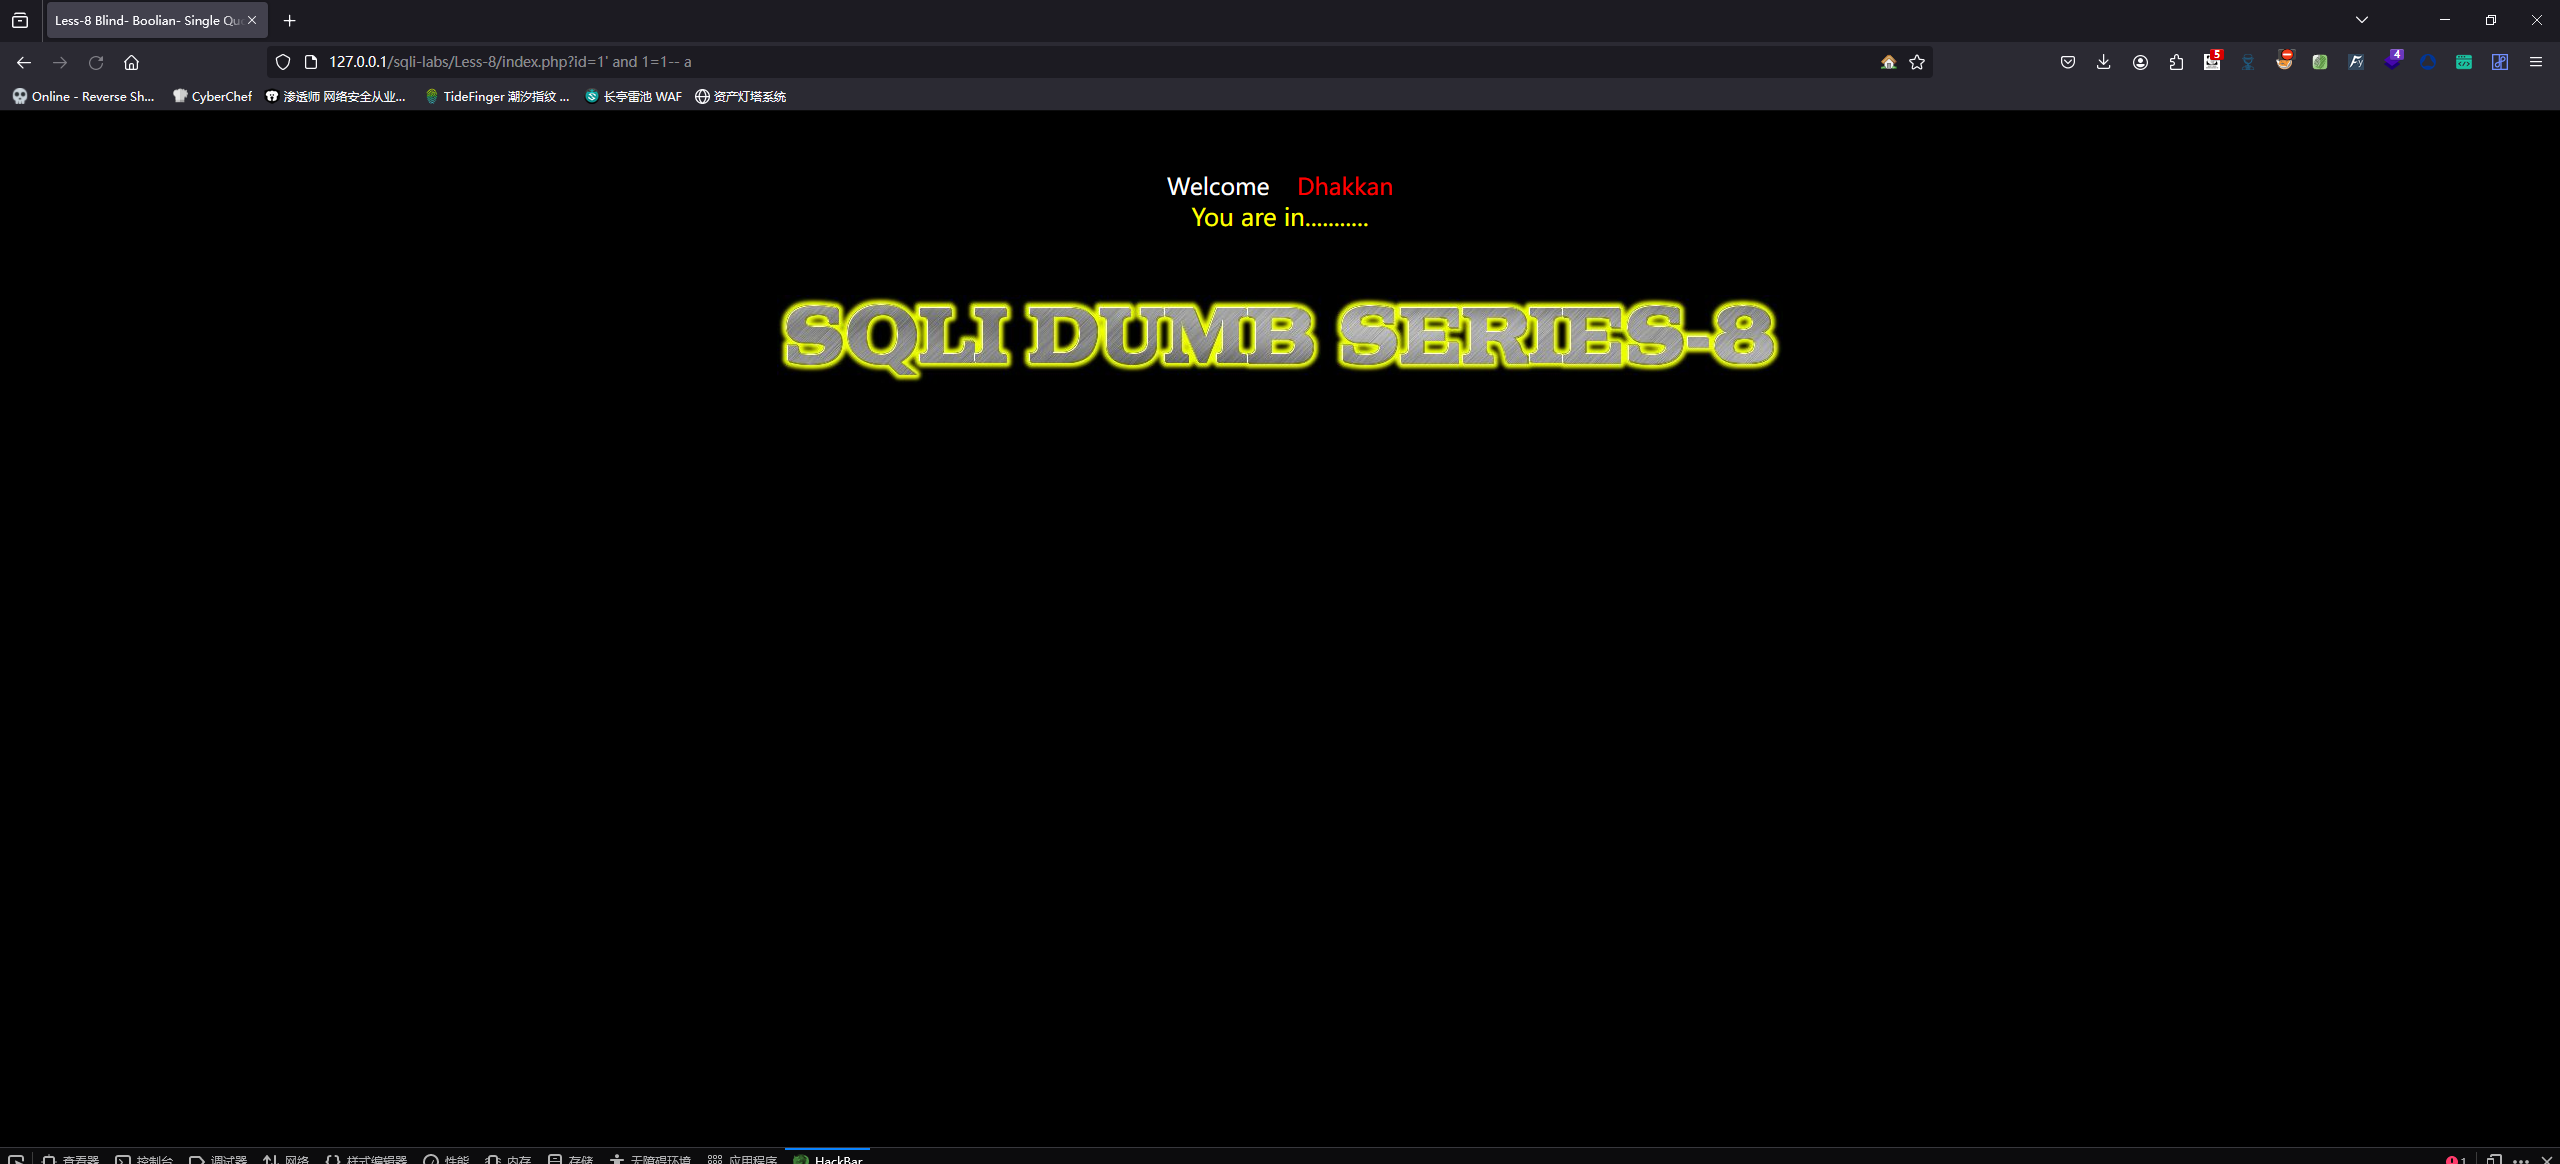 Less-8 Blind- Boolian- Single Qu
127.0.0.1/sqli-labs/Less-8/index.php?id=1' and 1=1-- a
5
4
Online - Reverse Sh...
CyberChef
渗透师 网络安全从业...
TideFinger 潮汐指纹 ...
长亭雷池 WAF
资产灯塔系统
Welcome Dhakkan
You are in...........
SQLI DUMB SERIES-8
查看器
控制台
调试器
网络
样式编辑器
性能
内存
存储
无障碍环境
应用程序
HackBar
1